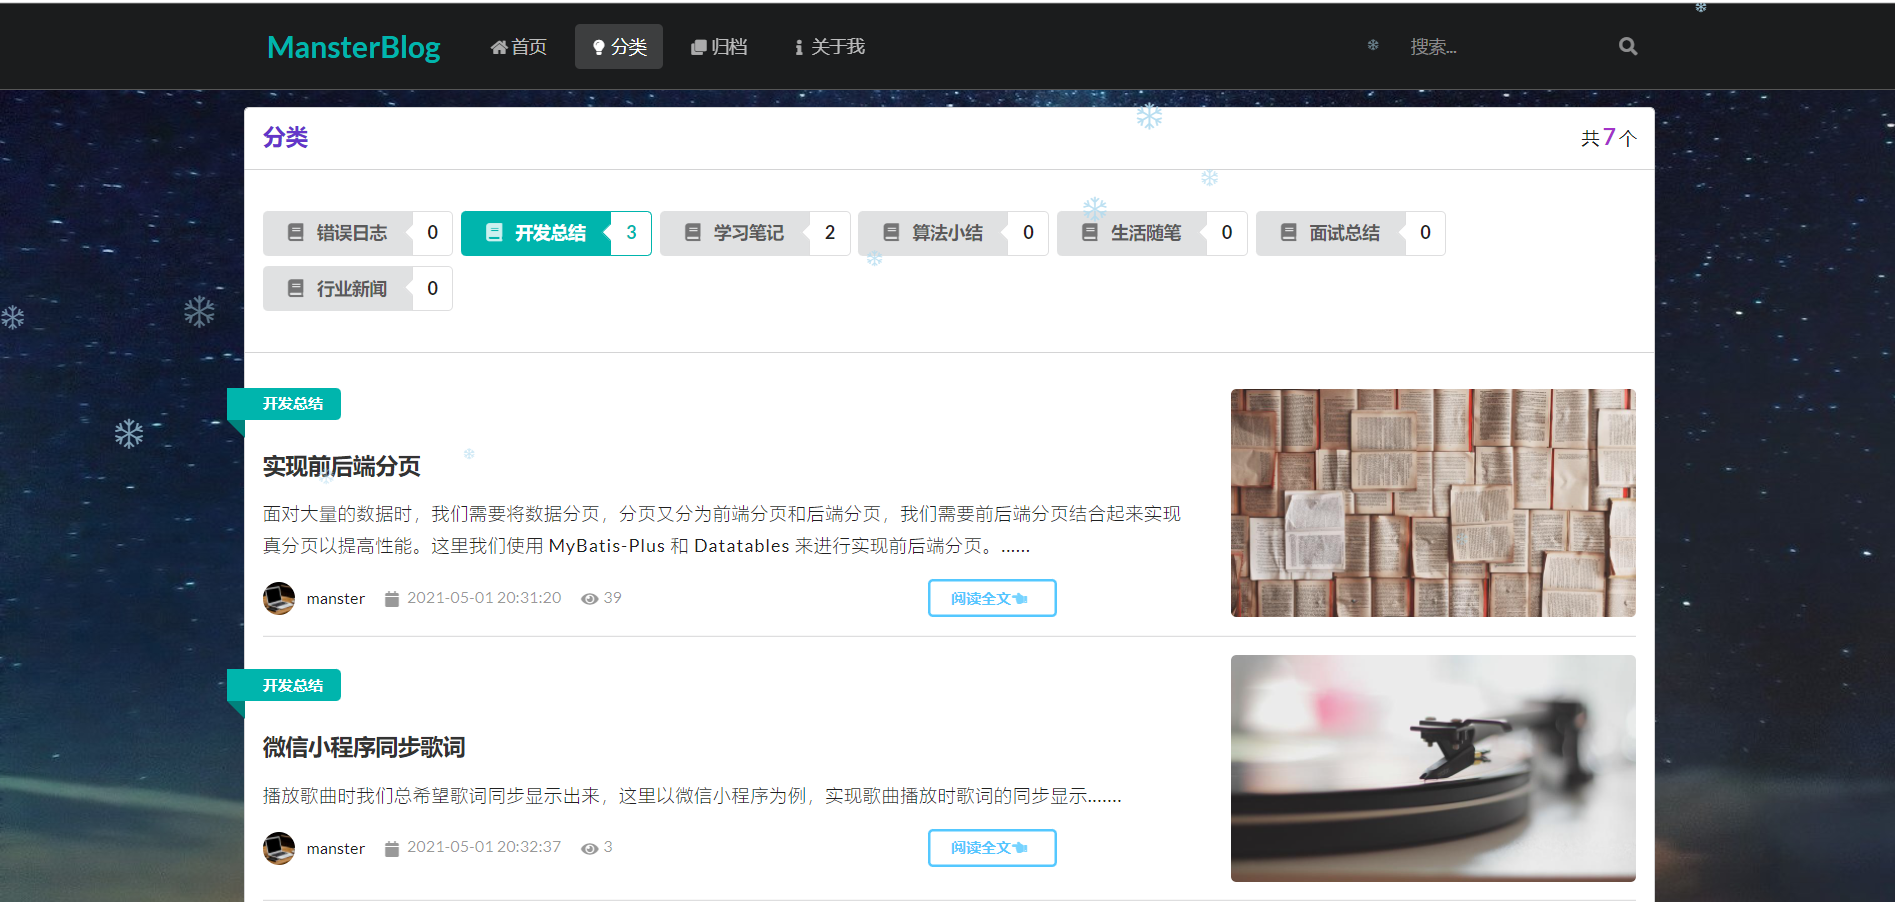 MansterBlog 首页 分类 归档 关于我 搜索...
分类 共7个
错误日志 0 开发总结 3 学习笔记 2 算法小结 0 生活随笔 0 面试总结 0
行业新闻 0
开发总结
实现前后端分页
面对大量的数据时，我们需要将数据分页，分页又分为前端分页和后端分页，我们需要前后端分页结合起来实现
真分页以提高性能。这里我们使用 MyBatis-Plus 和 Datatables 来进行实现前后端分页。......
manster 2021-05-01 20:31:20 39 阅读全文
开发总结
微信小程序同步歌词
播放歌曲时我们总希望歌词同步显示出来，这里以微信小程序为例，实现歌曲播放时歌词的同步显示.......
manster 2021-05-01 20:32:37 3 阅读全文